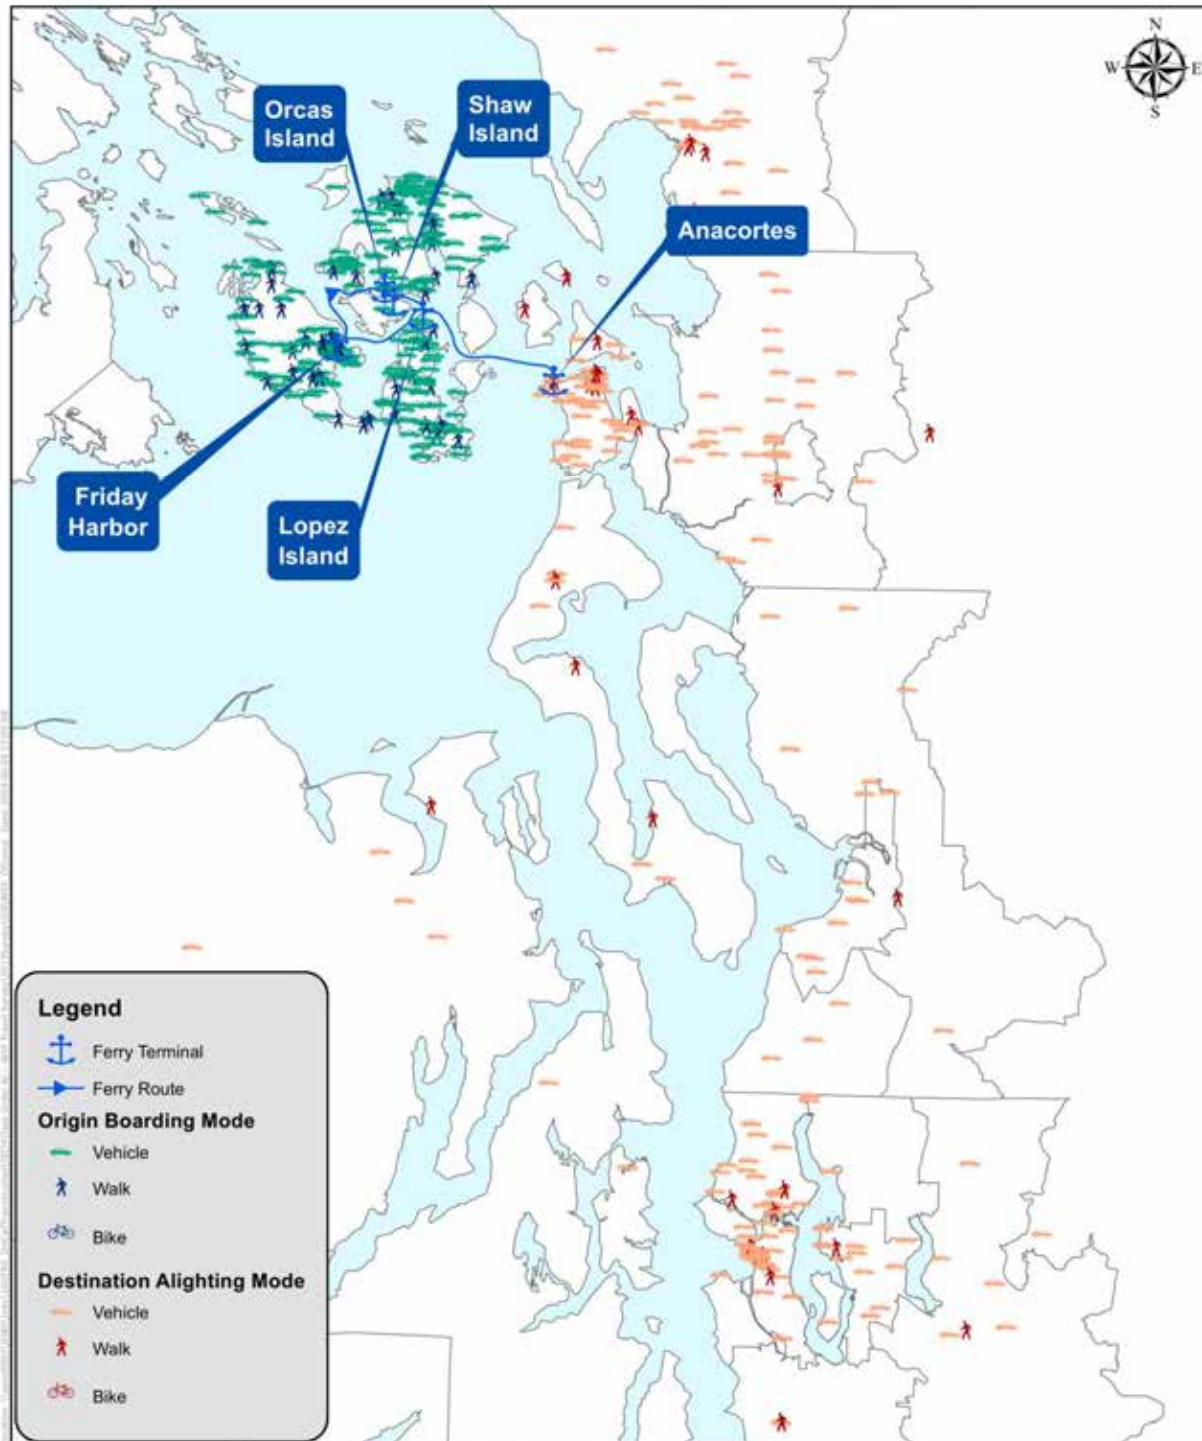 N
W E
S
Orcas
Island
Shaw
Island
Anacortes
Friday
Harbor
Lopez
Island
Legend
Ferry Terminal
Ferry Route
Origin Boarding Mode
Vehicle
Walk
Bike
Destination Alighting Mode
Vehicle
Walk
Bike